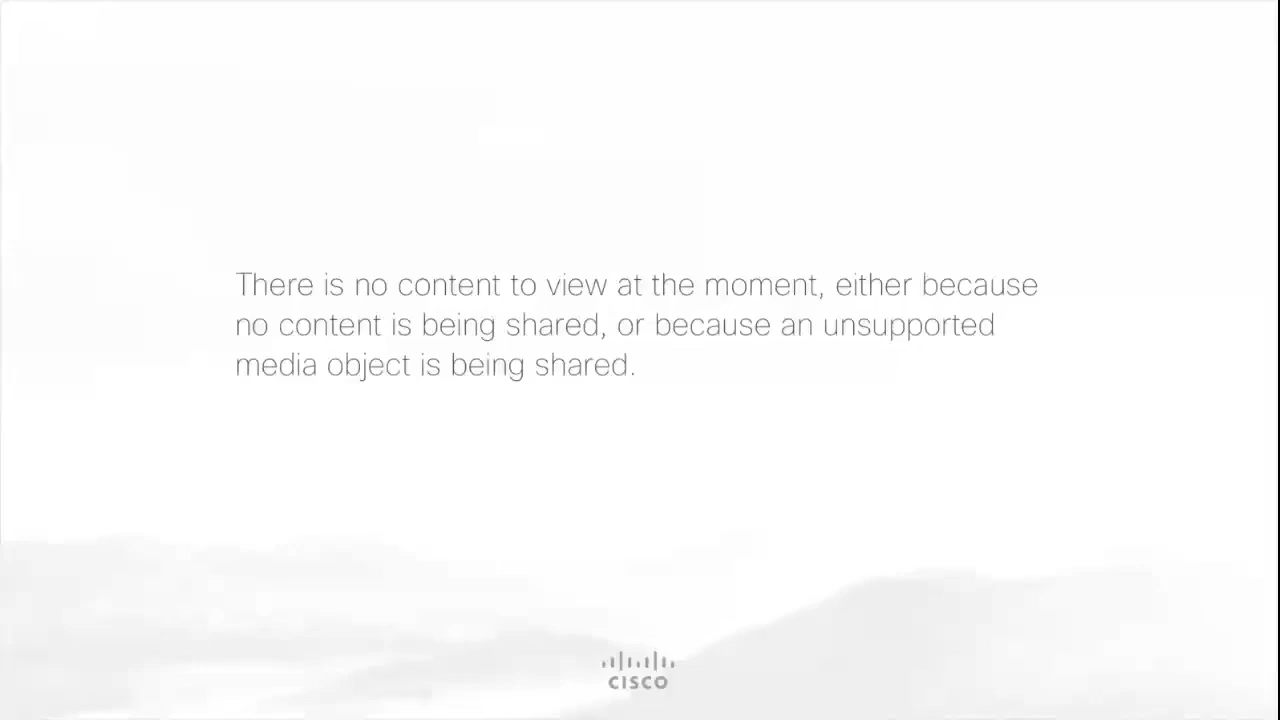 There is no content to view at the moment, either because
no content is being shared, or because an unsupported
media object is being shared.
CISCO